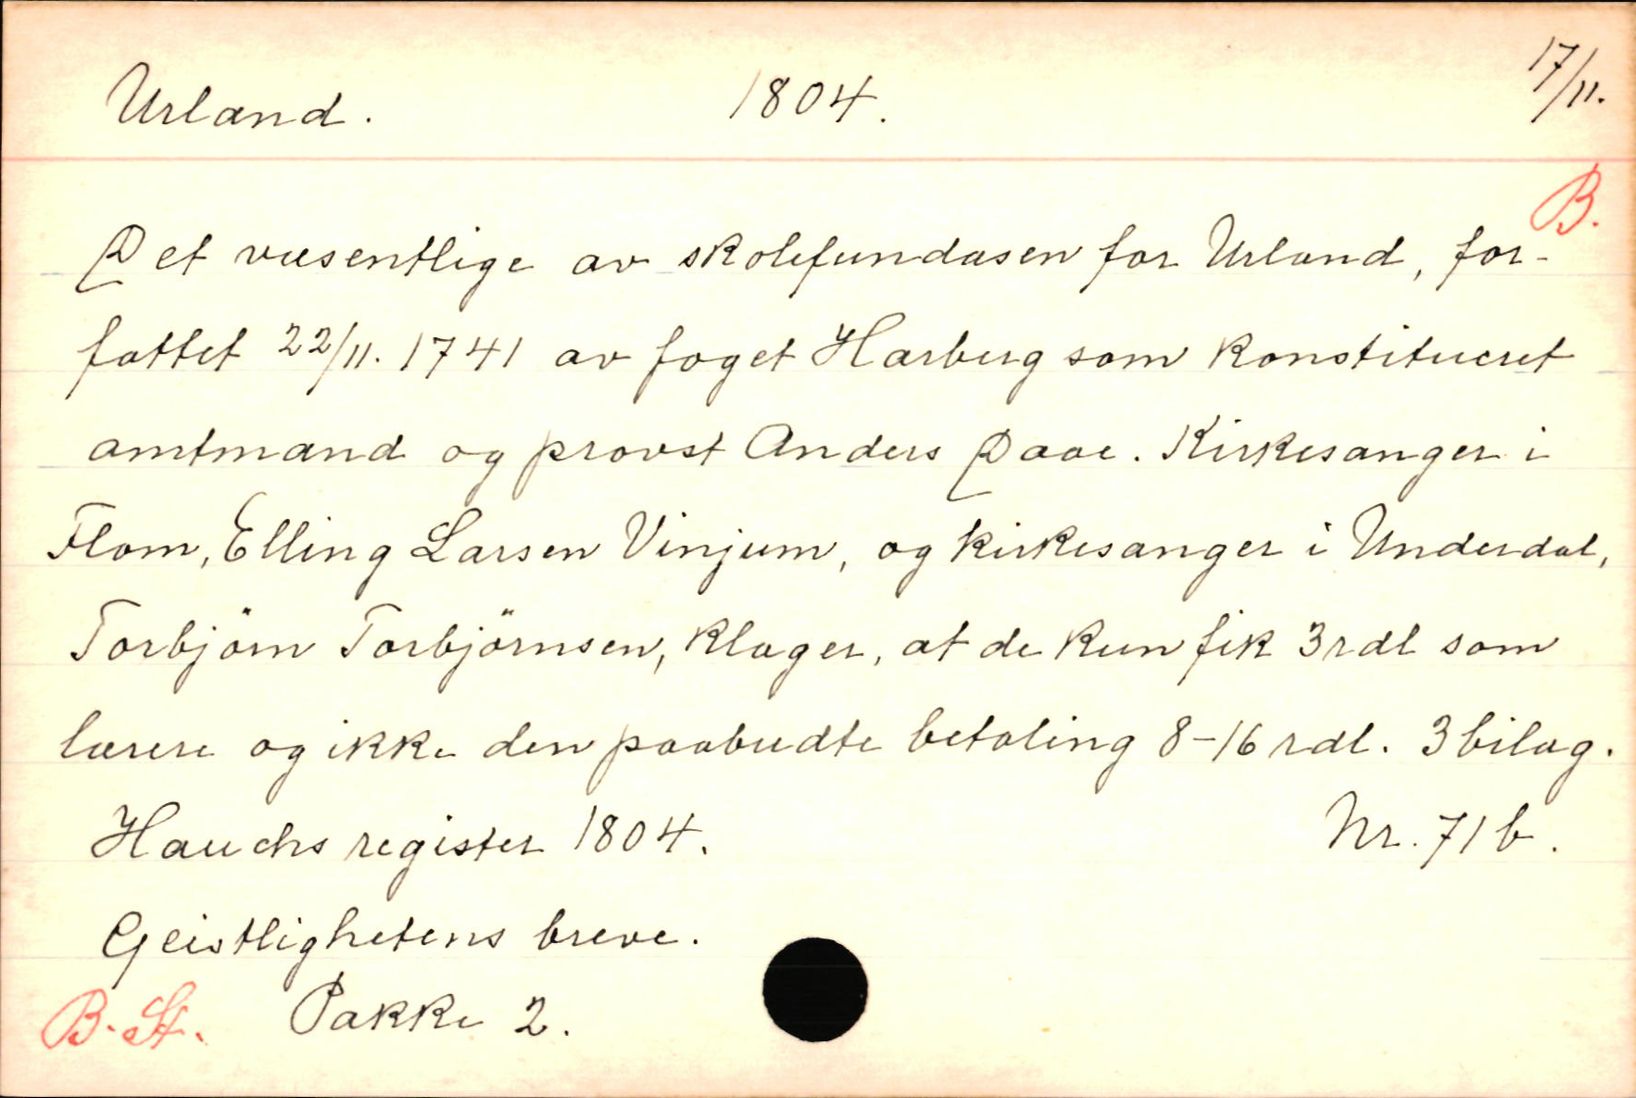 Urland. 1804. 17/11.
B.
Det væsentlige av skolefundasen for Urland, for-
fattet 22/11. 1741 av foget Harberg som konstitueret
amtmand og provst Anders Daae. Kirkesanger i
Flom, Elling Larsen Vinjum, og kirkesanger i Underdal,
Torbjörn Torbjörnsen, klager, at de kun fik 3 rdl som
lærere og ikke den paabudte betaling 8-16 rdl. 3 bilag.
Hauchs register 1804. Nr. 71 b.
Geistlighetens breve.
B. St. Pakke 2.